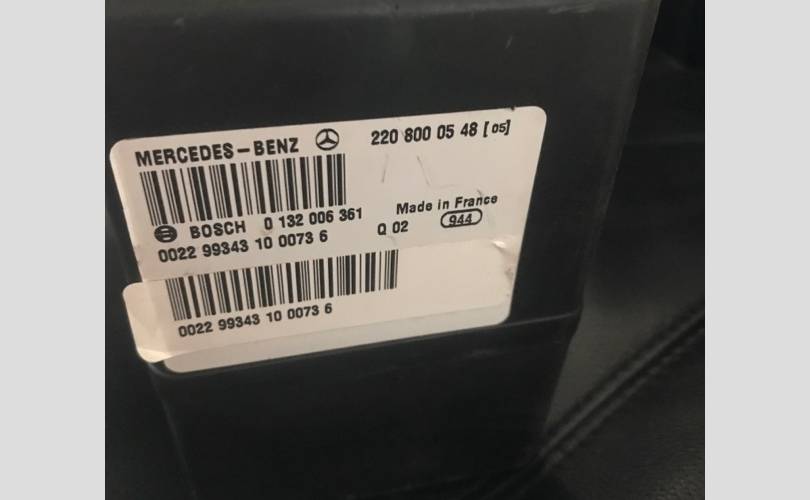 MERCEDES-BENZ 220 800 05 48 [05]
BOSCH 0 132 006 361 Made in France
0022 99343 10 0073 6 Q 02 944
0022 99343 10 0073 6